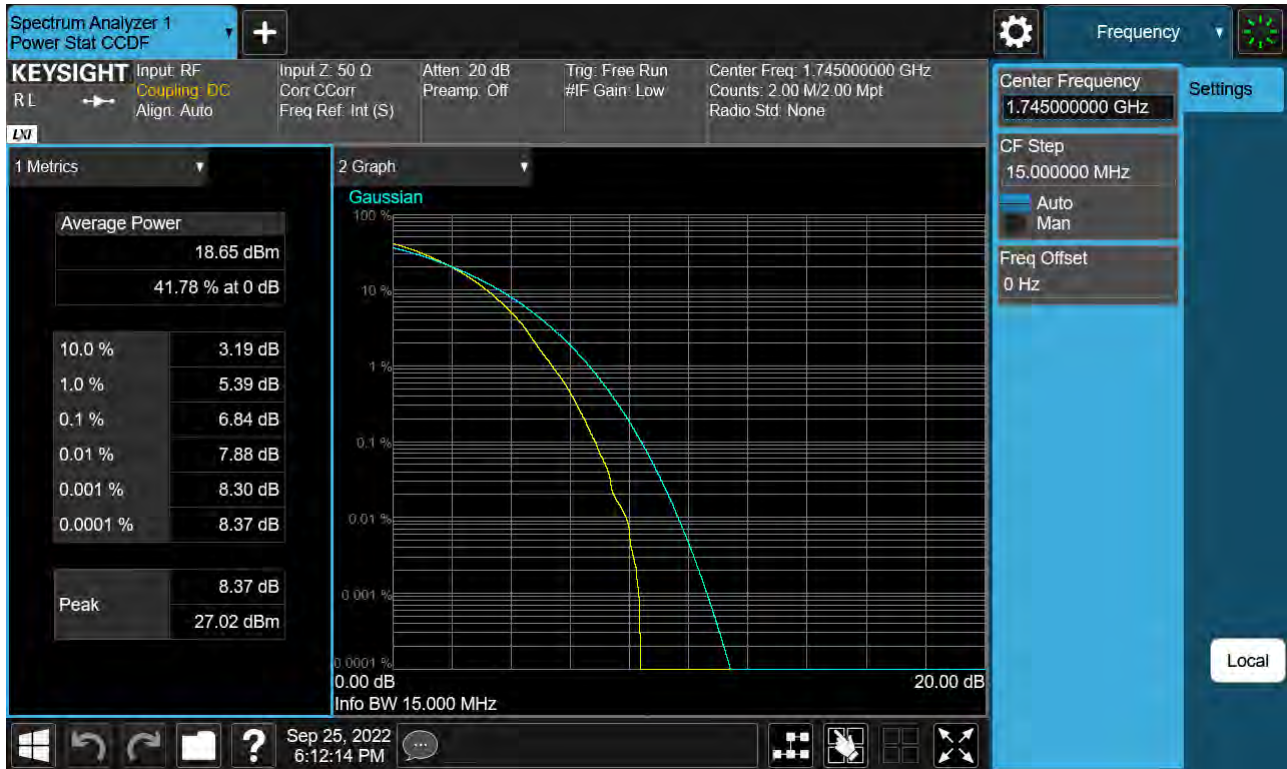 Spectrum Analyzer 1
Power Stat CCDF
Frequency
KEYSIGHT
RL
LXI
Input: RF
Coupling: DC
Align: Auto
Input Z: 50 Ω
Corr CCorr
Freq Ref: Int (S)
Atten: 20 dB
Preamp: Off
Trig: Free Run
#IF Gain: Low
Center Freq: 1.745000000 GHz
Counts: 2.00 M/2.00 Mpt
Radio Std: None
Center Frequency
1.745000000 GHz
Settings
CF Step
15.000000 MHz
Auto
Man
Freq Offset
0 Hz
1 Metrics
Average Power
18.65 dBm
41.78 % at 0 dB
10.0 % 3.19 dB
1.0 % 5.39 dB
0.1 % 6.84 dB
0.01 % 7.88 dB
0.001 % 8.30 dB
0.0001 % 8.37 dB
Peak
8.37 dB
27.02 dBm
2 Graph
Gaussian
100 %
10 %
1 %
0.1 %
0.01 %
0.001 %
0.0001 %
0.00 dB 20.00 dB
Info BW 15.000 MHz
Local
?
Sep 25, 2022
6:12:14 PM